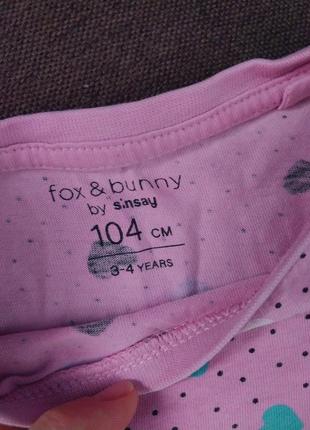 fox & bunny
by sinsay
104 CM
3-4 YEARS